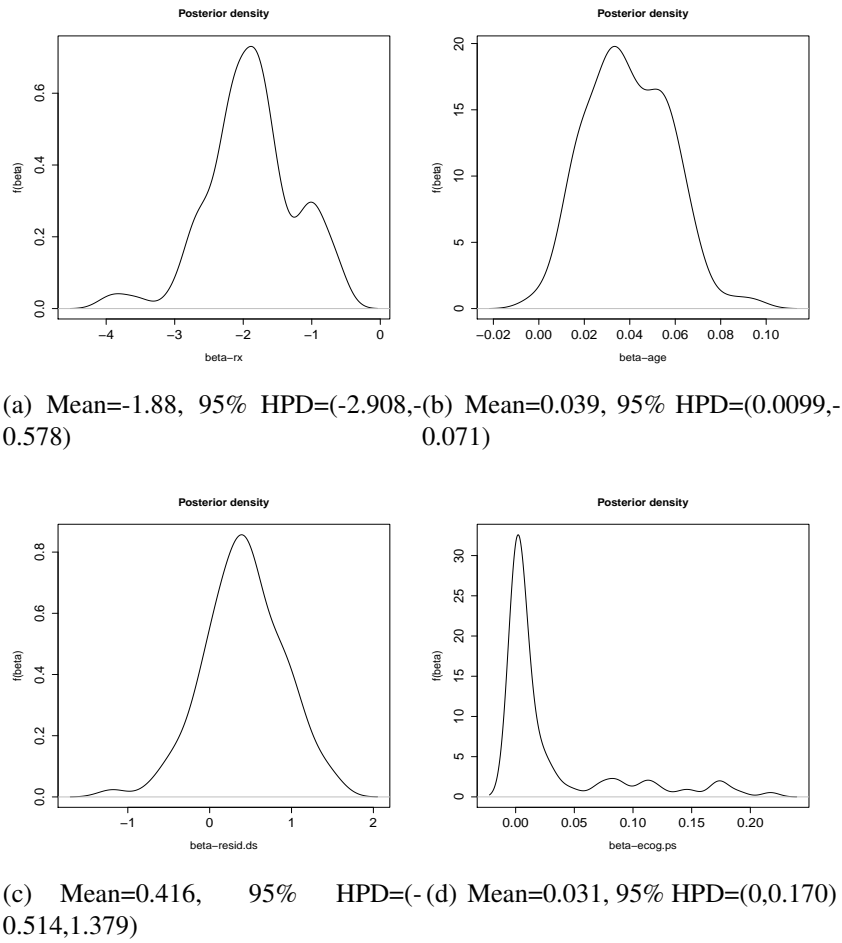 Posterior density
f(beta)
0.0 0.2 0.4 0.6
−4 −3 −2 −1 0
beta−rx
Posterior density
f(beta)
0 5 10 15 20
−0.02 0.00 0.02 0.04 0.06 0.08 0.10
beta−age
(a) Mean=-1.88, 95% HPD=(-2.908,-
0.578)
(b) Mean=0.039, 95% HPD=(0.0099,-
0.071)
Posterior density
f(beta)
0.0 0.2 0.4 0.6 0.8
−1 0 1 2
beta−resid.ds
Posterior density
f(beta)
0 5 10 15 20 25 30
0.00 0.05 0.10 0.15 0.20
beta−ecog.ps
(c) Mean=0.416, 95% HPD=(-
0.514,1.379)
(d) Mean=0.031, 95% HPD=(0,0.170)